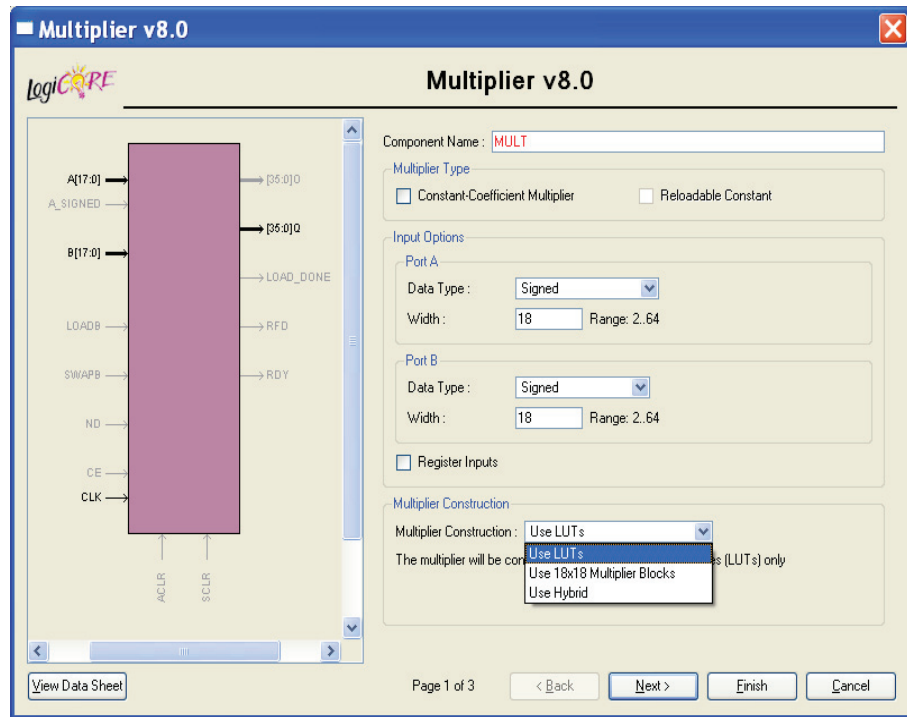 Multiplier v8.0
LogiCORE
Multiplier v8.0
A[17:0]
A_SIGNED
B[17:0]
LOADB
SWAPB
ND
CE
CLK
[35:0]O
[35:0]Q
LOAD_DONE
RFD
RDY
ACLR
SCLR
Component Name : MULT
Multiplier Type
Constant-Coefficient Multiplier Reloadable Constant
Input Options
Port A
Data Type : Signed
Width : 18 Range: 2..64
Port B
Data Type : Signed
Width : 18 Range: 2..64
Register Inputs
Multiplier Construction
Multiplier Construction : Use LUTs
Use LUTs
Use 18x18 Multiplier Blocks
Use Hybrid
The multiplier will be con s (LUTs) only
View Data Sheet Page 1 of 3 < Back Next > Finish Cancel